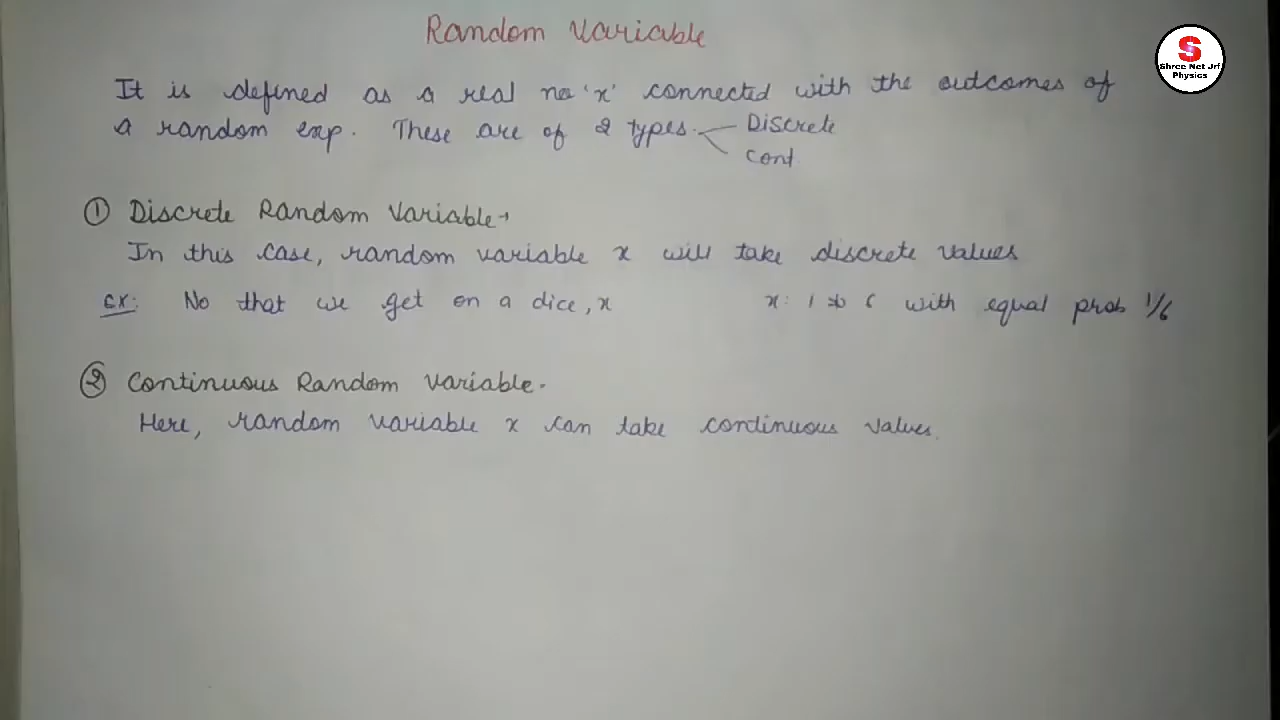 Random Variable
It is defined as a real no 'x' connected with the outcomes of
a random exp. These are of 2 types. Discrete
cont.
① Discrete Random Variable→
In this case, random variable x will take discrete values
ex: No that we get on a dice, x x: 1 to 6 with equal prob 1/6
② Continuous Random Variable.
Here, random variable x can take continuous values.
S
Shree Net Jrf
Physics